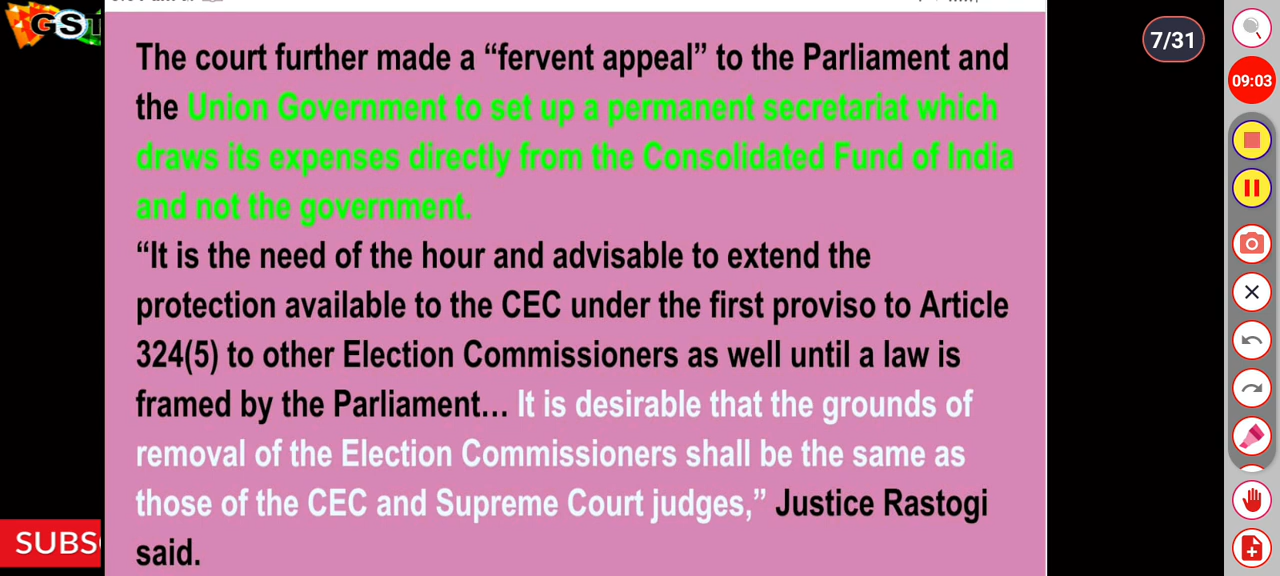 GST
7/31
09:03
The court further made a “fervent appeal” to the Parliament and
the Union Government to set up a permanent secretariat which
draws its expenses directly from the Consolidated Fund of India
and not the government.
“It is the need of the hour and advisable to extend the
protection available to the CEC under the first proviso to Article
324(5) to other Election Commissioners as well until a law is
framed by the Parliament... It is desirable that the grounds of
removal of the Election Commissioners shall be the same as
those of the CEC and Supreme Court judges,” Justice Rastogi
said.
SUBS